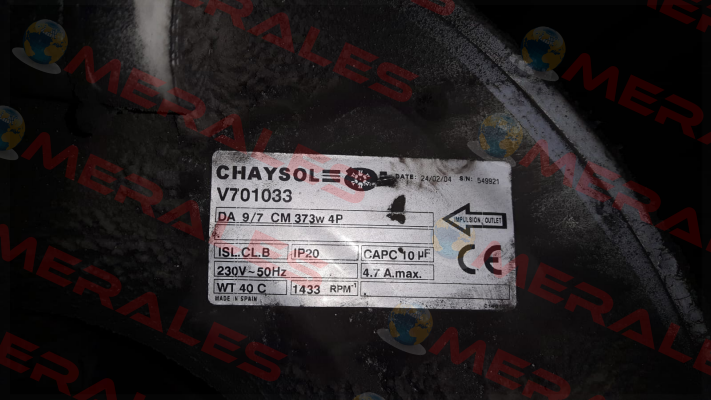 CHAYSOL DATE: 24/02/04 S/N: 549921
V701033
DA 9/7 CM 373w 4P
IMPULSION / OUTLET
ISL.CL.B IP20 CAPC 10 µF
230V~50Hz 4.7 A.max.
WT 40 C 1433 RPM-1
MADE IN SPAIN
CE
MERALES
MERALES
MERALES
MERALES
MERALES
MERALES